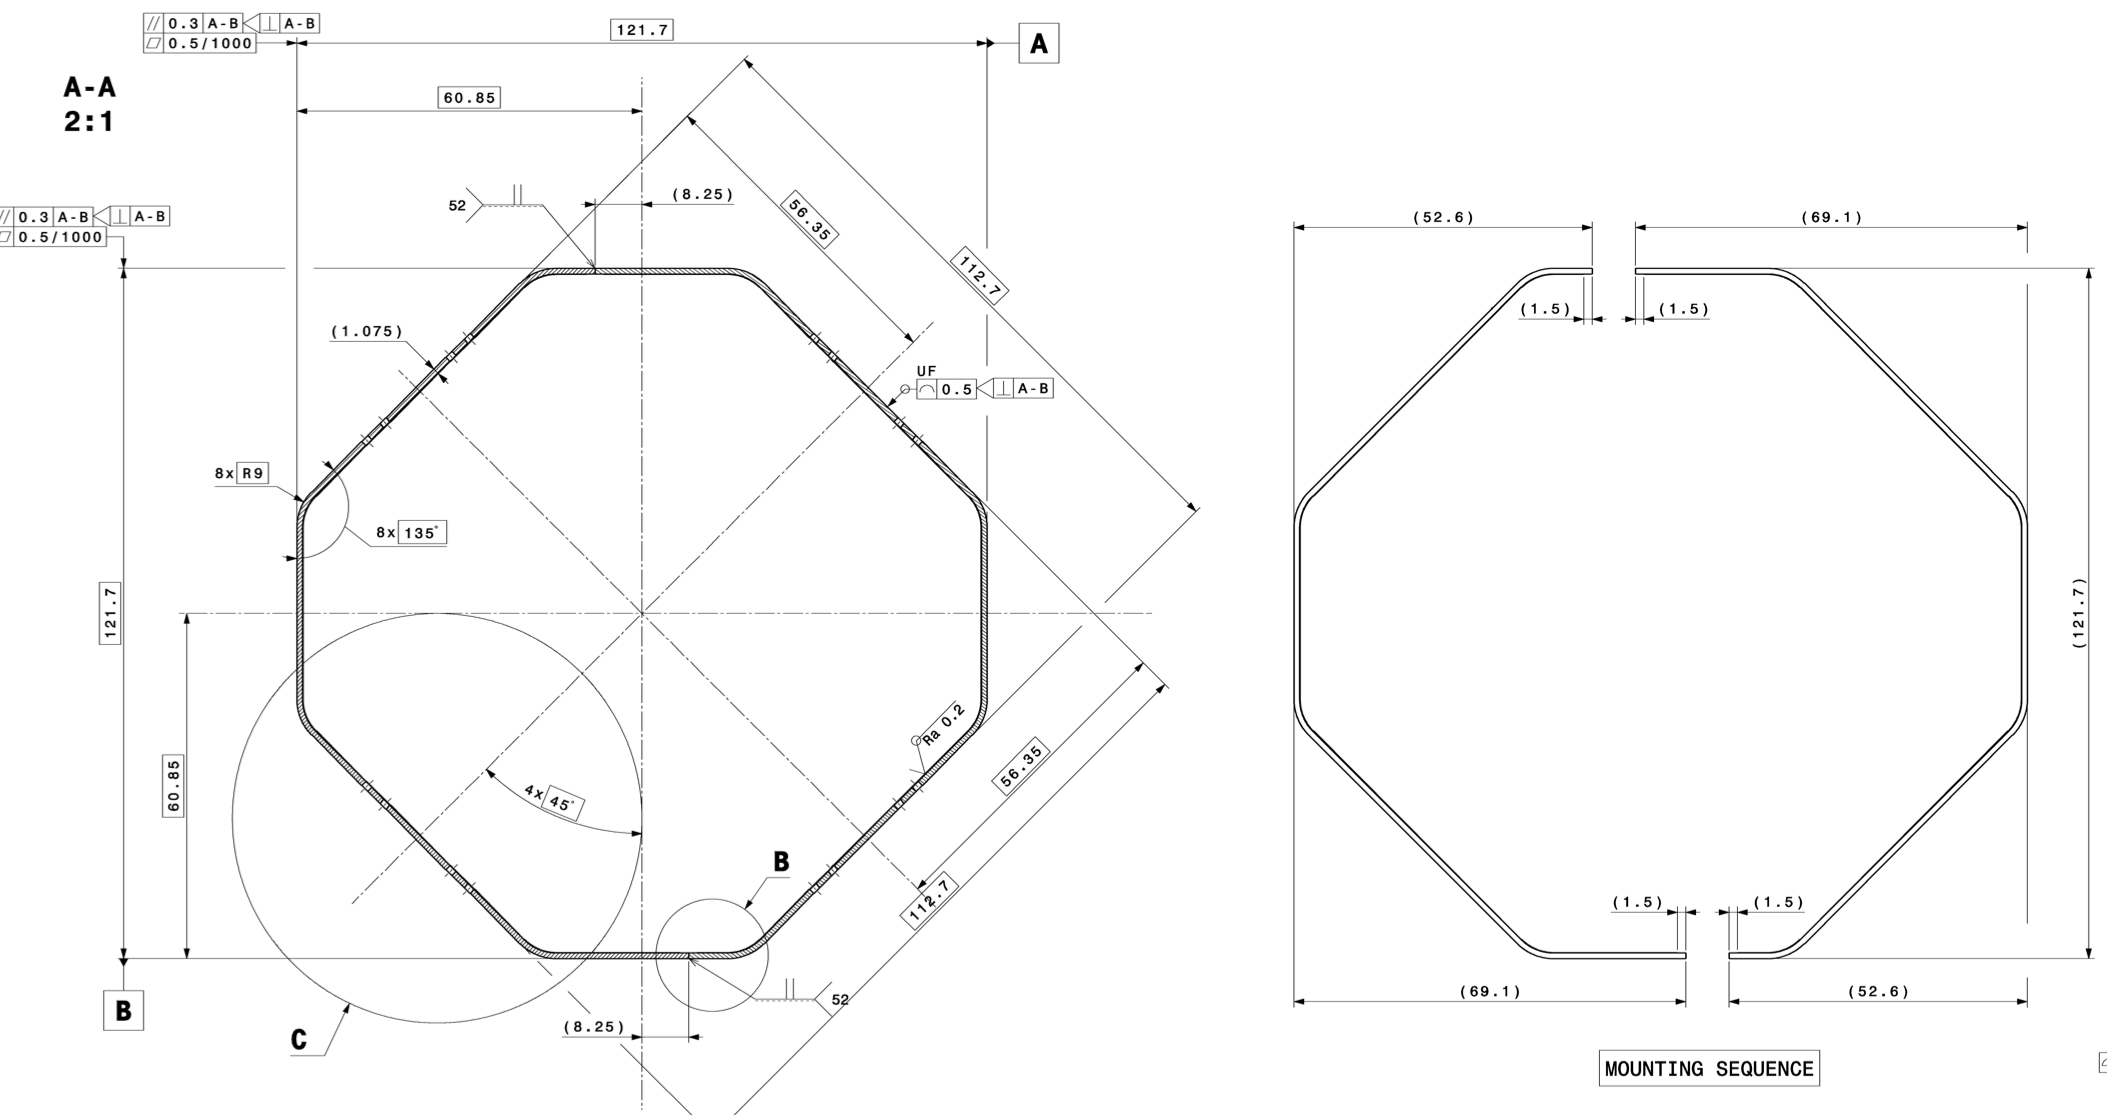 // 0.3 A-B ⊥ A-B
⏥ 0.5/1000
121.7
A
A-A
2:1
60.85
// 0.3 A-B ⊥ A-B
⏥ 0.5/1000
52
(8.25)
56.35
112.7
(1.075)
UF
⌓ 0.5 ⊥ A-B
8x R9
8x 135°
121.7
60.85
4x 45°
Ra 0.2
56.35
112.7
B
B
C
(8.25)
52
(52.6)
(69.1)
(1.5)
(1.5)
(121.7)
(1.5)
(1.5)
(69.1)
(52.6)
MOUNTING SEQUENCE